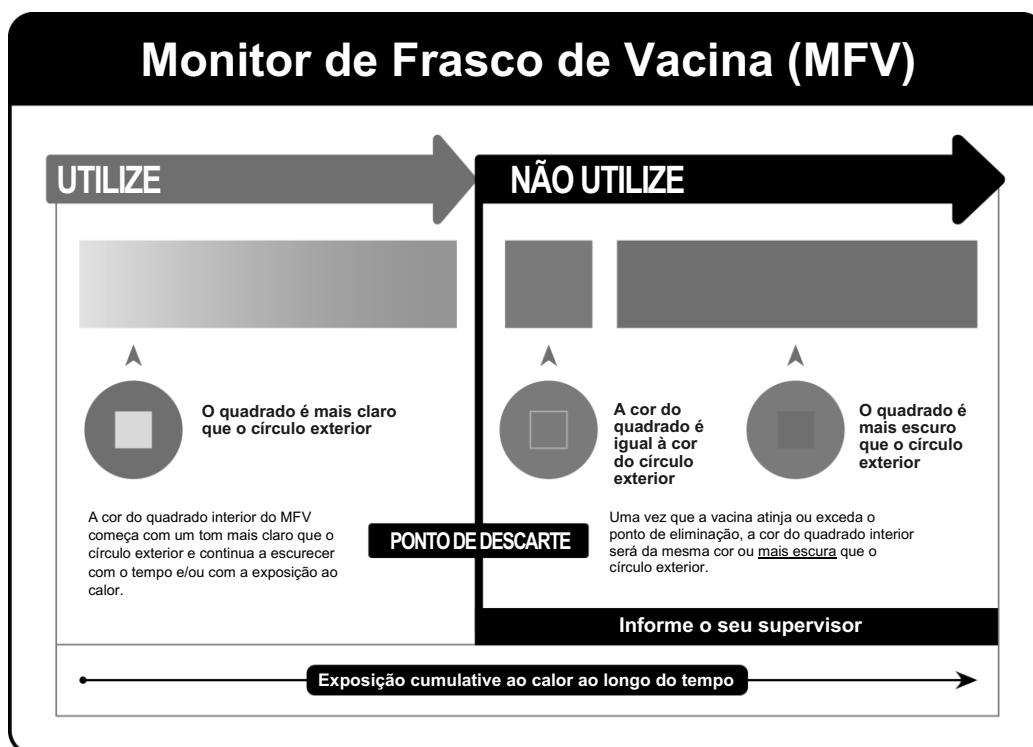 Monitor de Frasco de Vacina (MFV)
UTILIZE
NÃO UTILIZE
O quadrado é mais claro
que o círculo exterior
A cor do
quadrado é
igual à cor
do círculo
exterior
O quadrado é
mais escuro
que o círculo
exterior
A cor do quadrado interior do MFV
começa com um tom mais claro que o
círculo exterior e continua a escurecer
com o tempo e/ou com a exposição ao
calor.
PONTO DE DESCARTE
Uma vez que a vacina atinja ou exceda o
ponto de eliminação, a cor do quadrado interior
será da mesma cor ou mais escura que o
círculo exterior.
Informe o seu supervisor
Exposição cumulative ao calor ao longo do tempo